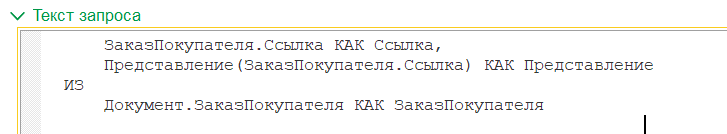 Текст запроса
ЗаказПокупателя.Ссылка КАК Ссылка,
Представление(ЗаказПокупателя.Ссылка) КАК Представление
ИЗ
Документ.ЗаказПокупателя КАК ЗаказПокупателя